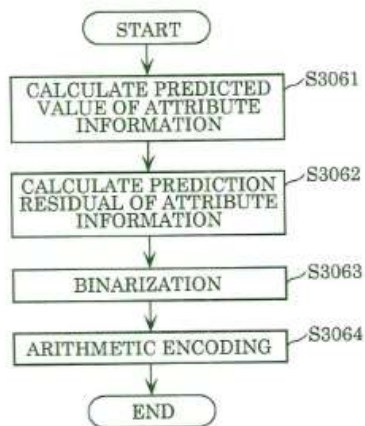 START
CALCULATE PREDICTED
VALUE OF ATTRIBUTE
INFORMATION
S3061
CALCULATE PREDICTION
RESIDUAL OF ATTRIBUTE
INFORMATION
S3062
BINARIZATION
S3063
ARITHMETIC ENCODING
S3064
END